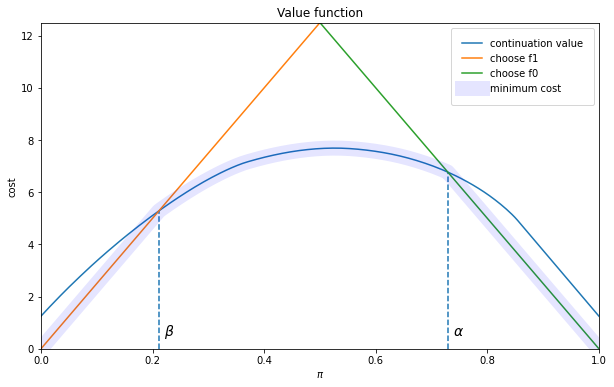 Value function
continuation value
choose f1
choose f0
minimum cost
cost
12
10
8
6
4
2
0
β
α
0.0 0.2 0.4 0.6 0.8 1.0
π